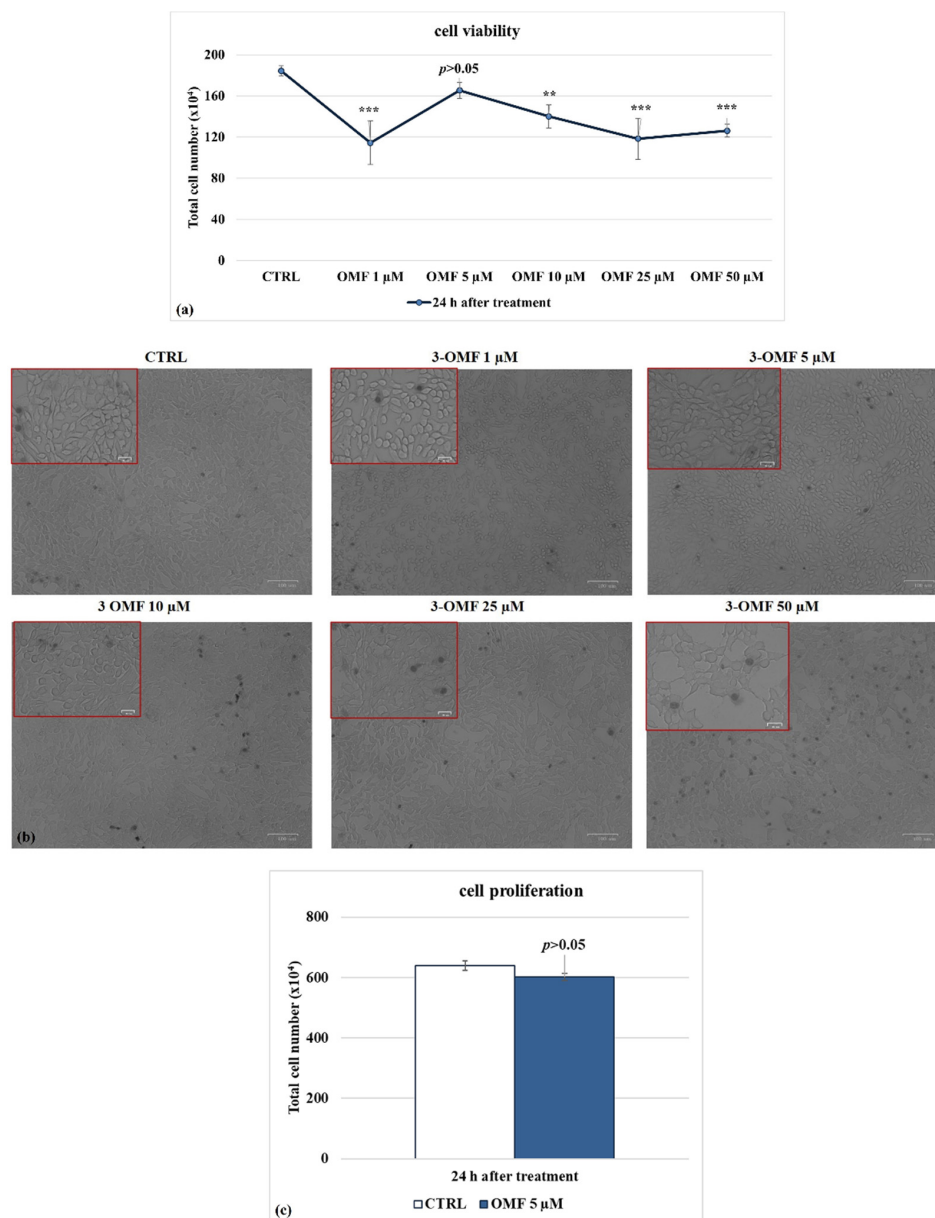 cell viability
200
160
120
80
40
0
Total cell number (x10⁴)
***
p>0.05
**
***
***
CTRL OMF 1 µM OMF 5 µM OMF 10 µM OMF 25 µM OMF 50 µM
24 h after treatment
(a)
CTRL
3-OMF 1 µM
3-OMF 5 µM
3 OMF 10 µM
3-OMF 25 µM
3-OMF 50 µM
(b)
cell proliferation
800
600
400
200
0
Total cell number (x10⁴)
p>0.05
24 h after treatment
CTRL OMF 5 µM
(c)